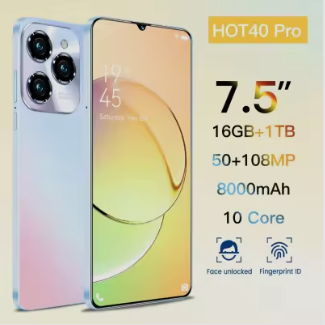 HOT40 Pro
19
45
7.5"
16GB+1TB
50+108MP
8000mAh
10 Core
Face unlocked
Fingerprint ID